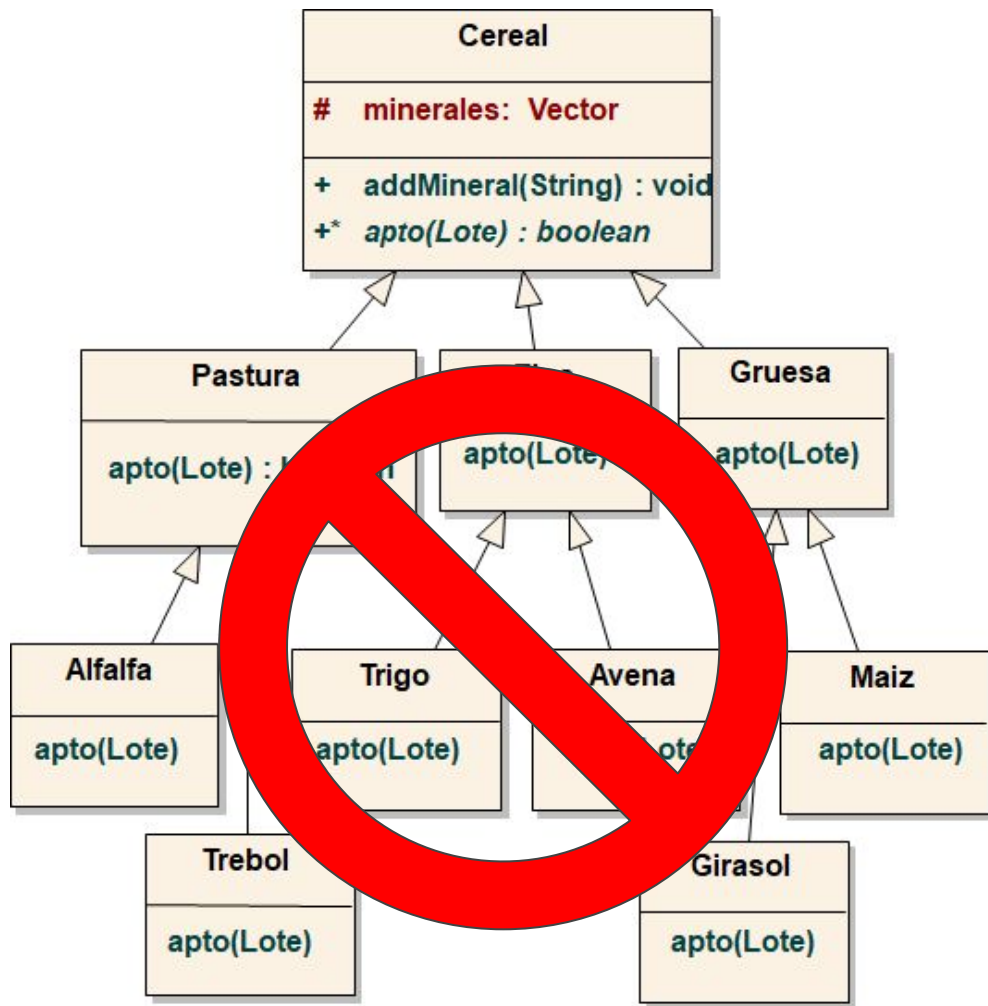 Cereal
# minerales: Vector
+ addMineral(String) : void
+* apto(Lote) : boolean
Pastura
Gruesa
apto(Lote) :
apto(Lote)
apto(Lote)
Alfalfa
Trigo
Avena
Maiz
apto(Lote)
apto(Lote)
apto(Lote)
Trebol
Girasol
apto(Lote)
apto(Lote)